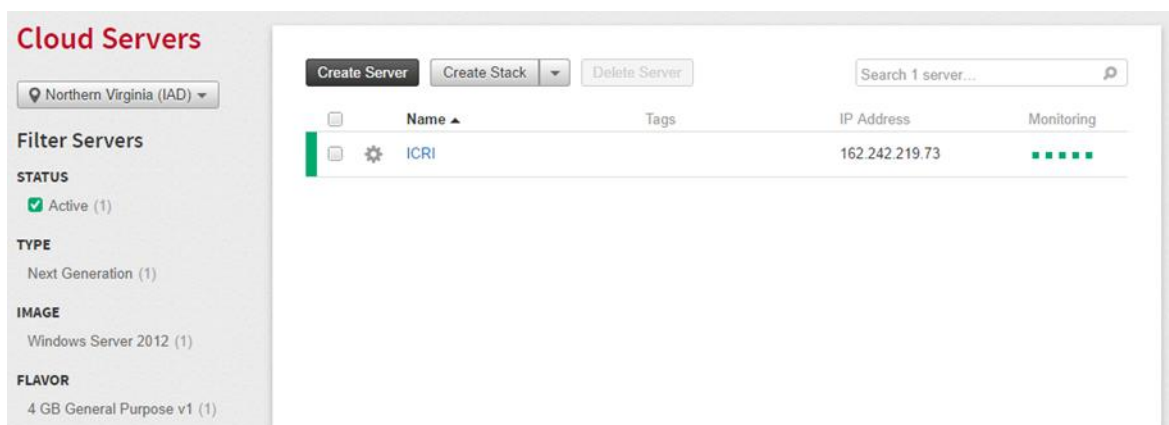 Cloud Servers
Northern Virginia (IAD)
Filter Servers
STATUS
Active (1)
TYPE
Next Generation (1)
IMAGE
Windows Server 2012 (1)
FLAVOR
4 GB General Purpose v1 (1)
Create Server Create Stack Delete Server Search 1 server...
Name Tags IP Address Monitoring
ICRI 162.242.219.73